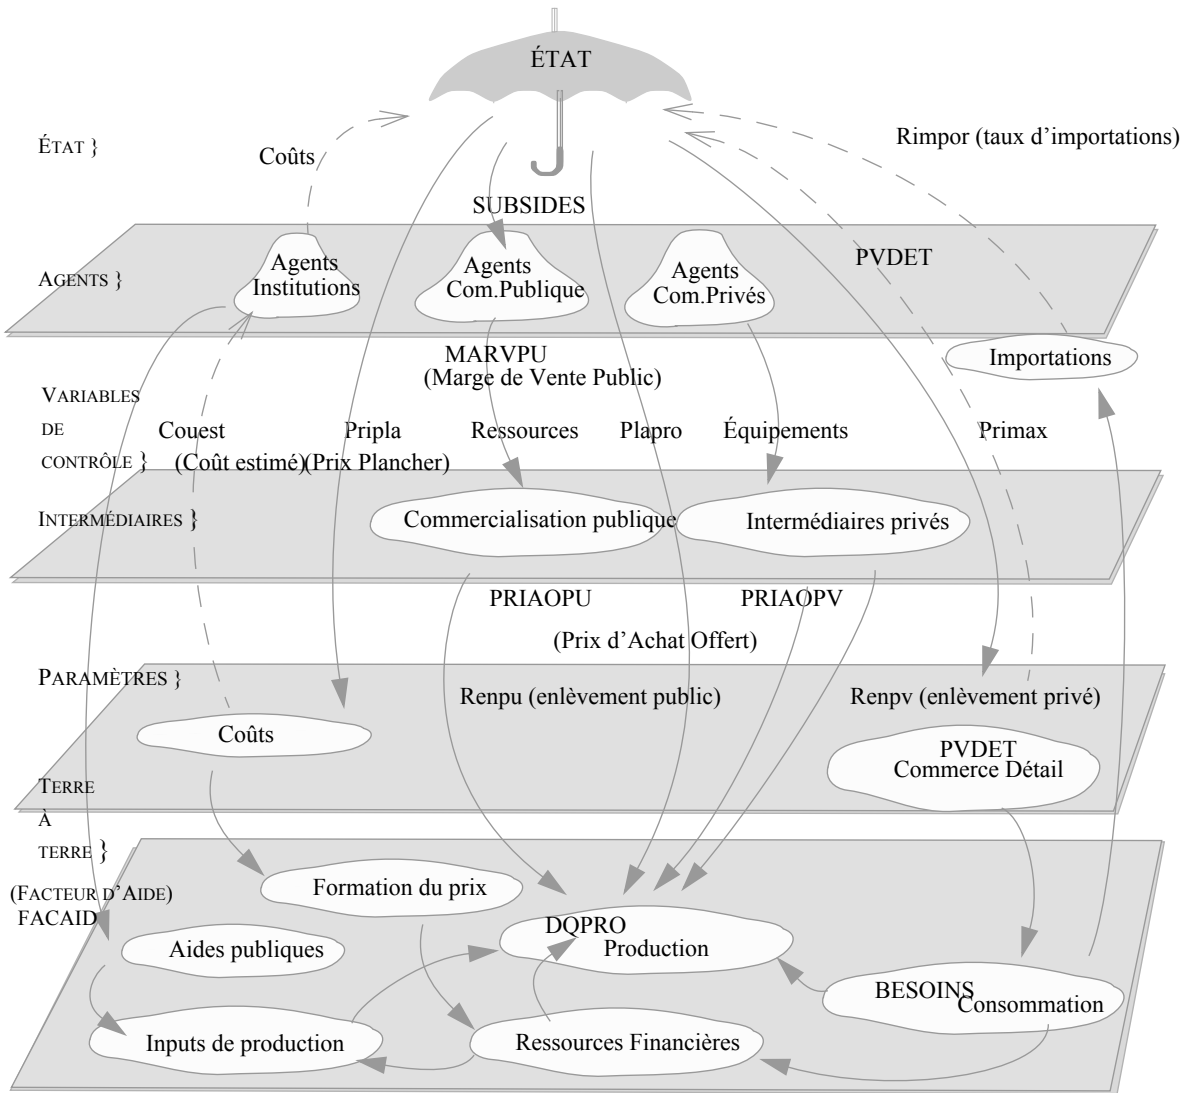 ÉTAT
ÉTAT }
Coûts
Rimpor (taux d’importations)
SUBSIDES
AGENTS }
Agents
Institutions
Agents
Com.Publique
Agents
Com.Privés
PVDET
Importations
MARVPU
(Marge de Vente Public)
VARIABLES
DE
CONTRÔLE }
Couest
(Coût estimé)
Pripla
(Prix Plancher)
Ressources
Plapro
Équipements
Primax
INTERMÉDIAIRES }
Commercialisation publique
Intermédiaires privés
PRIAOPU
PRIAOPV
(Prix d’Achat Offert)
PARAMÈTRES }
Renpu (enlèvement public)
Renpv (enlèvement privé)
Coûts
PVDET
Commerce Détail
TERRE
À
TERRE }
(FACTEUR D’AIDE)
FACAID
Formation du prix
Aides publiques
DQPRO
Production
BESOINS
Consommation
Inputs de production
Ressources Financières